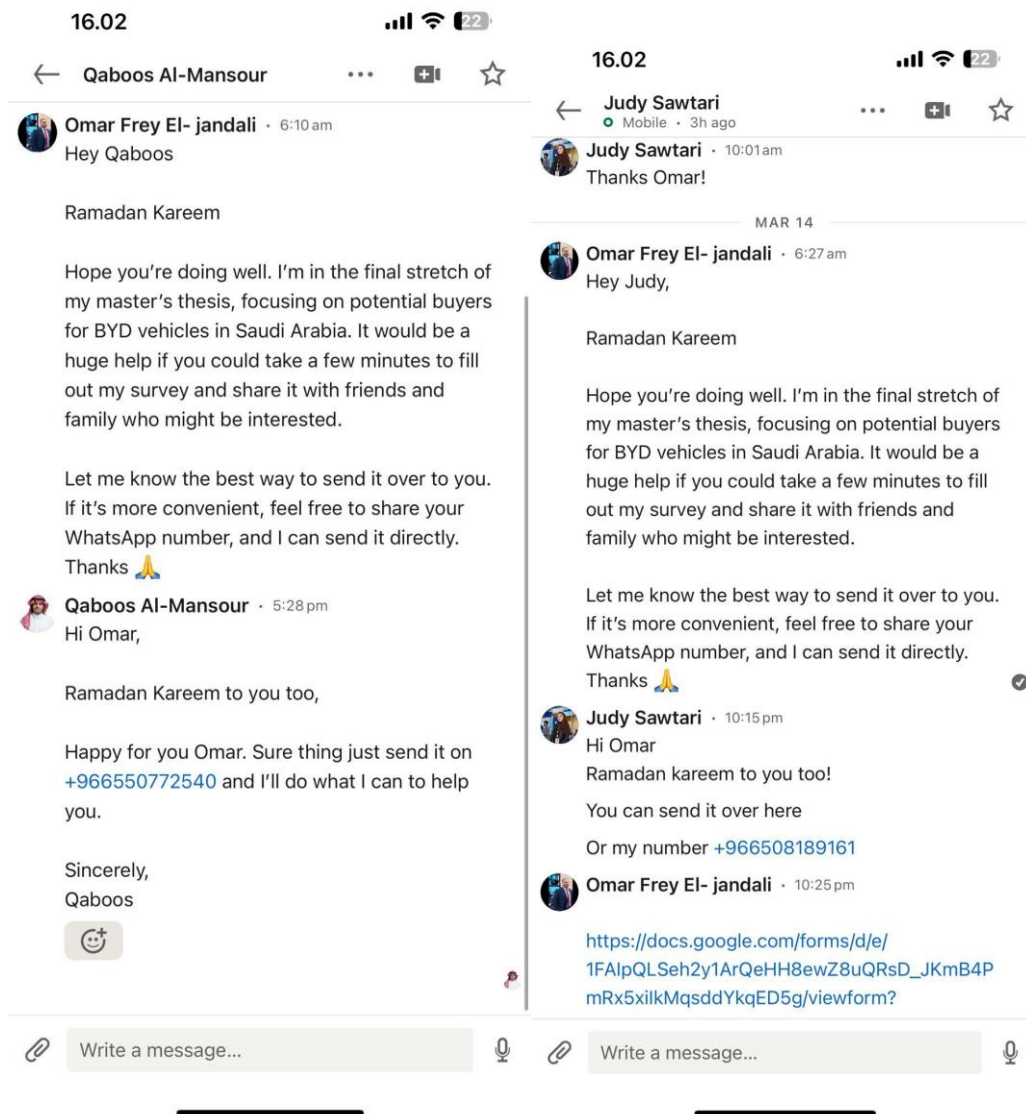 16.02
22
Qaboos Al-Mansour
Omar Frey El- jandali · 6:10 am
Hey Qaboos
Ramadan Kareem
Hope you’re doing well. I’m in the final stretch of
my master’s thesis, focusing on potential buyers
for BYD vehicles in Saudi Arabia. It would be a
huge help if you could take a few minutes to fill
out my survey and share it with friends and
family who might be interested.
Let me know the best way to send it over to you.
If it’s more convenient, feel free to share your
WhatsApp number, and I can send it directly.
Thanks 🙏
Qaboos Al-Mansour · 5:28 pm
Hi Omar,
Ramadan Kareem to you too,
Happy for you Omar. Sure thing just send it on
+966550772540 and I’ll do what I can to help
you.
Sincerely,
Qaboos
Write a message...
16.02
22
Judy Sawtari
Mobile · 3h ago
Judy Sawtari · 10:01 am
Thanks Omar!
MAR 14
Omar Frey El- jandali · 6:27 am
Hey Judy,
Ramadan Kareem
Hope you’re doing well. I’m in the final stretch of
my master’s thesis, focusing on potential buyers
for BYD vehicles in Saudi Arabia. It would be a
huge help if you could take a few minutes to fill
out my survey and share it with friends and
family who might be interested.
Let me know the best way to send it over to you.
If it’s more convenient, feel free to share your
WhatsApp number, and I can send it directly.
Thanks 🙏
Judy Sawtari · 10:15 pm
Hi Omar
Ramadan kareem to you too!
You can send it over here
Or my number +966508189161
Omar Frey El- jandali · 10:25 pm
https://docs.google.com/forms/d/e/
1FAIpQLSeh2y1ArQeHH8ewZ8uQRsD_JKmB4P
mRx5xilkMqsddYkqED5g/viewform?
Write a message...